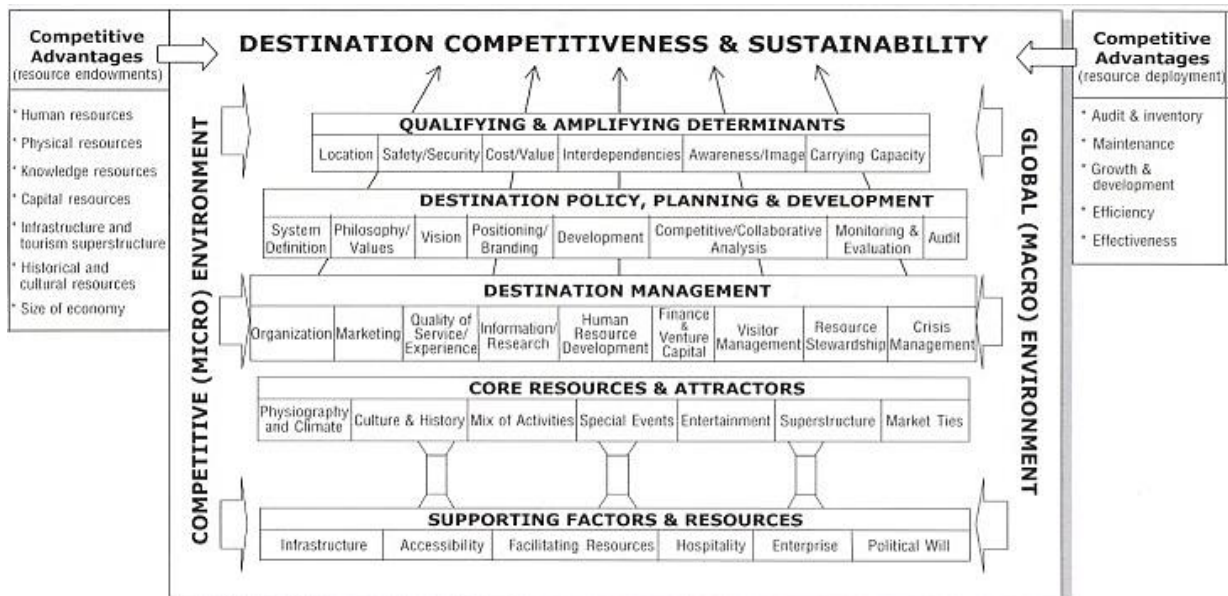 Competitive
Advantages
(resource endowments)
* Human resources
* Physical resources
* Knowledge resources
* Capital resources
* Infrastructure and
tourism superstructure
* Historical and
cultural resources
* Size of economy
DESTINATION COMPETITIVENESS & SUSTAINABILITY
COMPETITIVE (MICRO) ENVIRONMENT
QUALIFYING & AMPLIFYING DETERMINANTS
Location
Safety/Security
Cost/Value
Interdependencies
Awareness/Image
Carrying Capacity
DESTINATION POLICY, PLANNING & DEVELOPMENT
System
Definition
Philosophy/
Values
Vision
Positioning/
Branding
Development
Competitive/Collaborative
Analysis
Monitoring &
Evaluation
Audit
DESTINATION MANAGEMENT
Organization
Marketing
Quality of
Service/
Experience
Information/
Research
Human
Resource
Development
Finance
&
Venture
Capital
Visitor
Management
Resource
Stewardship
Crisis
Management
CORE RESOURCES & ATTRACTORS
Physiography
and Climate
Culture & History
Mix of Activities
Special Events
Entertainment
Superstructure
Market Ties
SUPPORTING FACTORS & RESOURCES
Infrastructure
Accessibility
Facilitating Resources
Hospitality
Enterprise
Political Will
GLOBAL (MACRO) ENVIRONMENT
Competitive
Advantages
(resource deployment)
* Audit & inventory
* Maintenance
* Growth &
development
* Efficiency
* Effectiveness